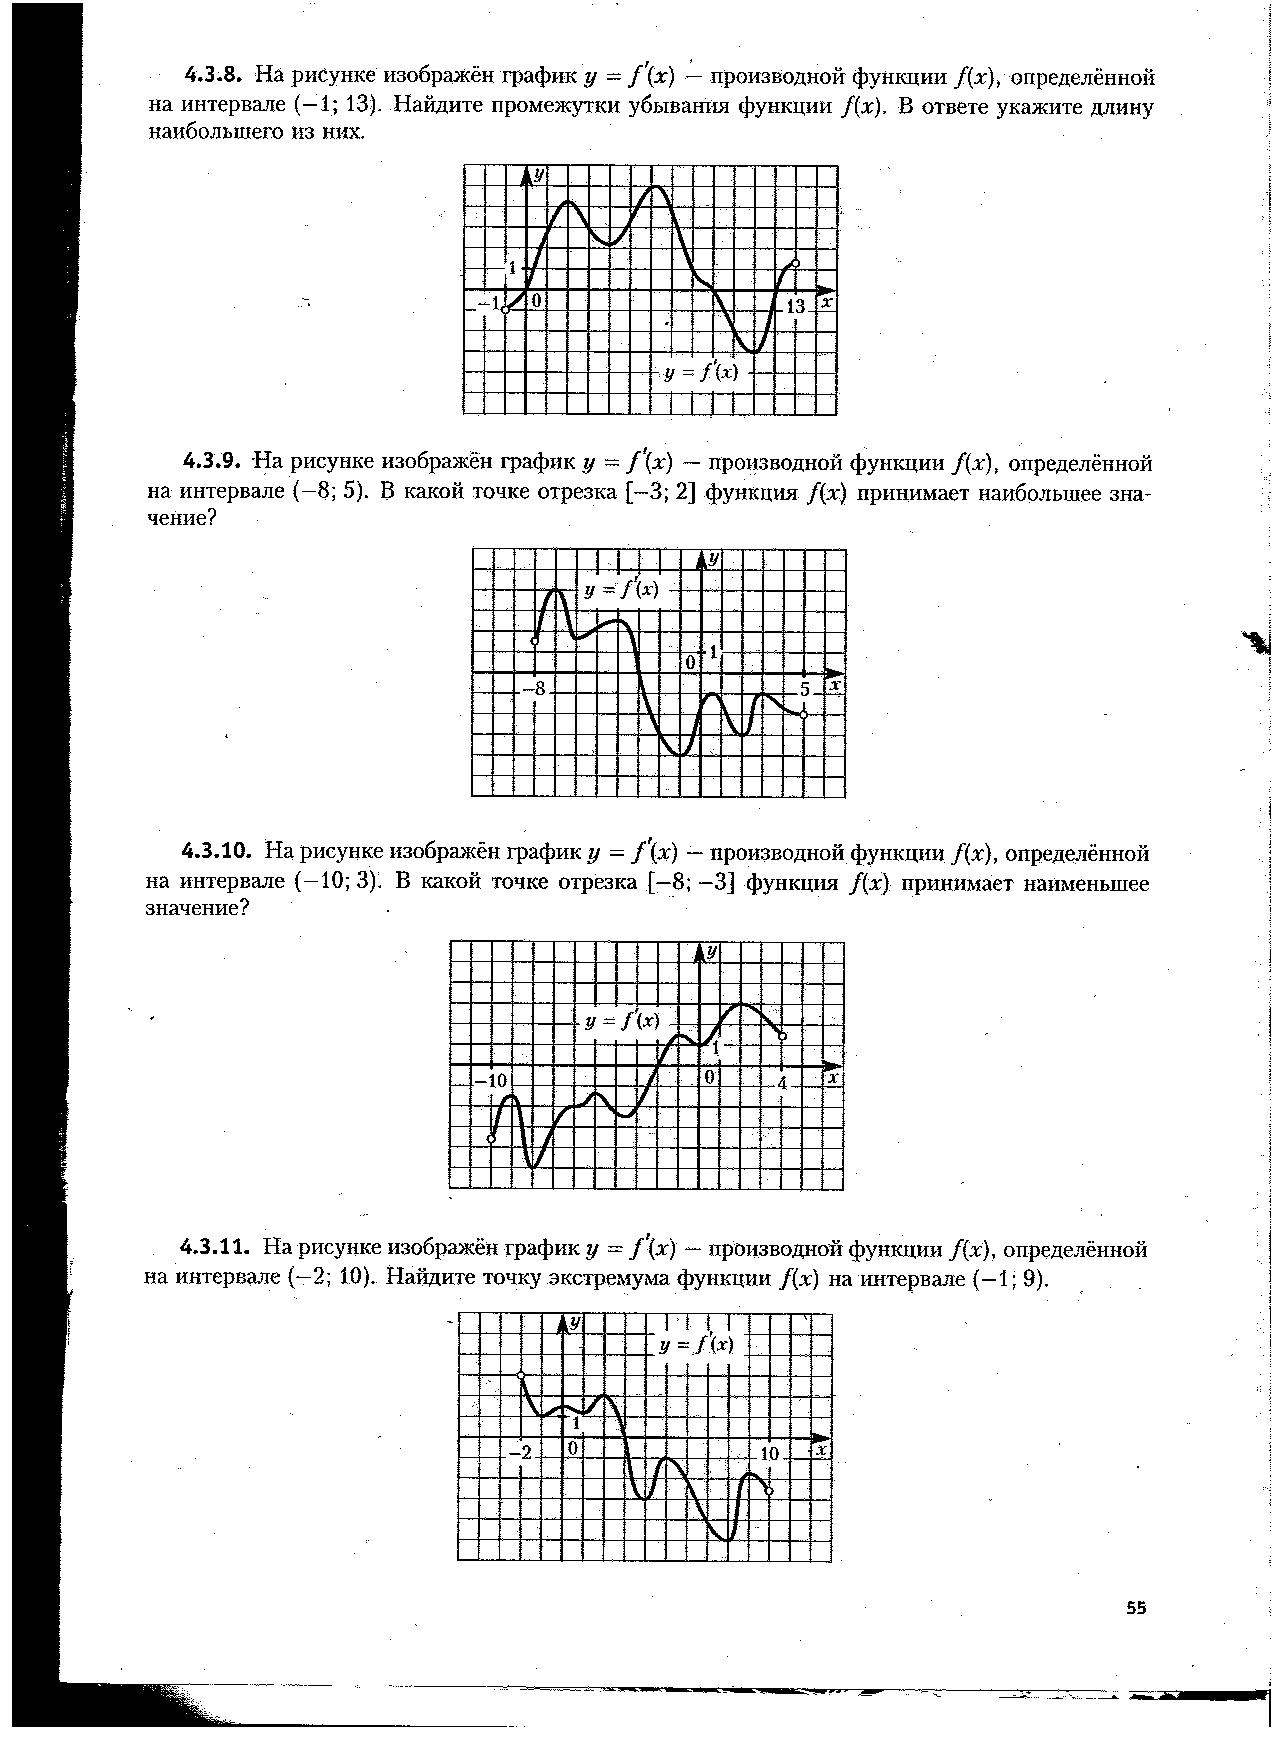 4.3.8. На рисунке изображён график y = f′(x) — производной функции f(x), определённой
на интервале (−1; 13). Найдите промежутки убывания функции f(x). В ответе укажите длину
наибольшего из них.
y
1
−1 0 13 x
y = f′(x)
4.3.9. На рисунке изображён график y = f′(x) — производной функции f(x), определённой
на интервале (−8; 5). В какой точке отрезка [−3; 2] функция f(x) принимает наибольшее зна-
чение?
y
y = f′(x)
0 1
−8 5 x
4.3.10. На рисунке изображён график y = f′(x) — производной функции f(x), определённой
на интервале (−10; 3). В какой точке отрезка [−8; −3] функция f(x) принимает наименьшее
значение?
y
y = f′(x)
1
−10 0 4 x
4.3.11. На рисунке изображён график y = f′(x) — производной функции f(x), определённой
на интервале (−2; 10). Найдите точку экстремума функции f(x) на интервале (−1; 9).
y
y = f′(x)
1
−2 0 10 x
55